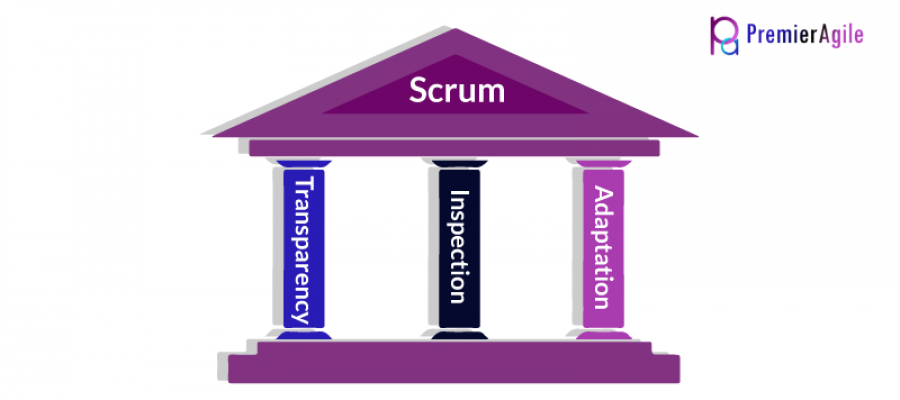 PremierAgile
Scrum
Transparency
Inspection
Adaptation